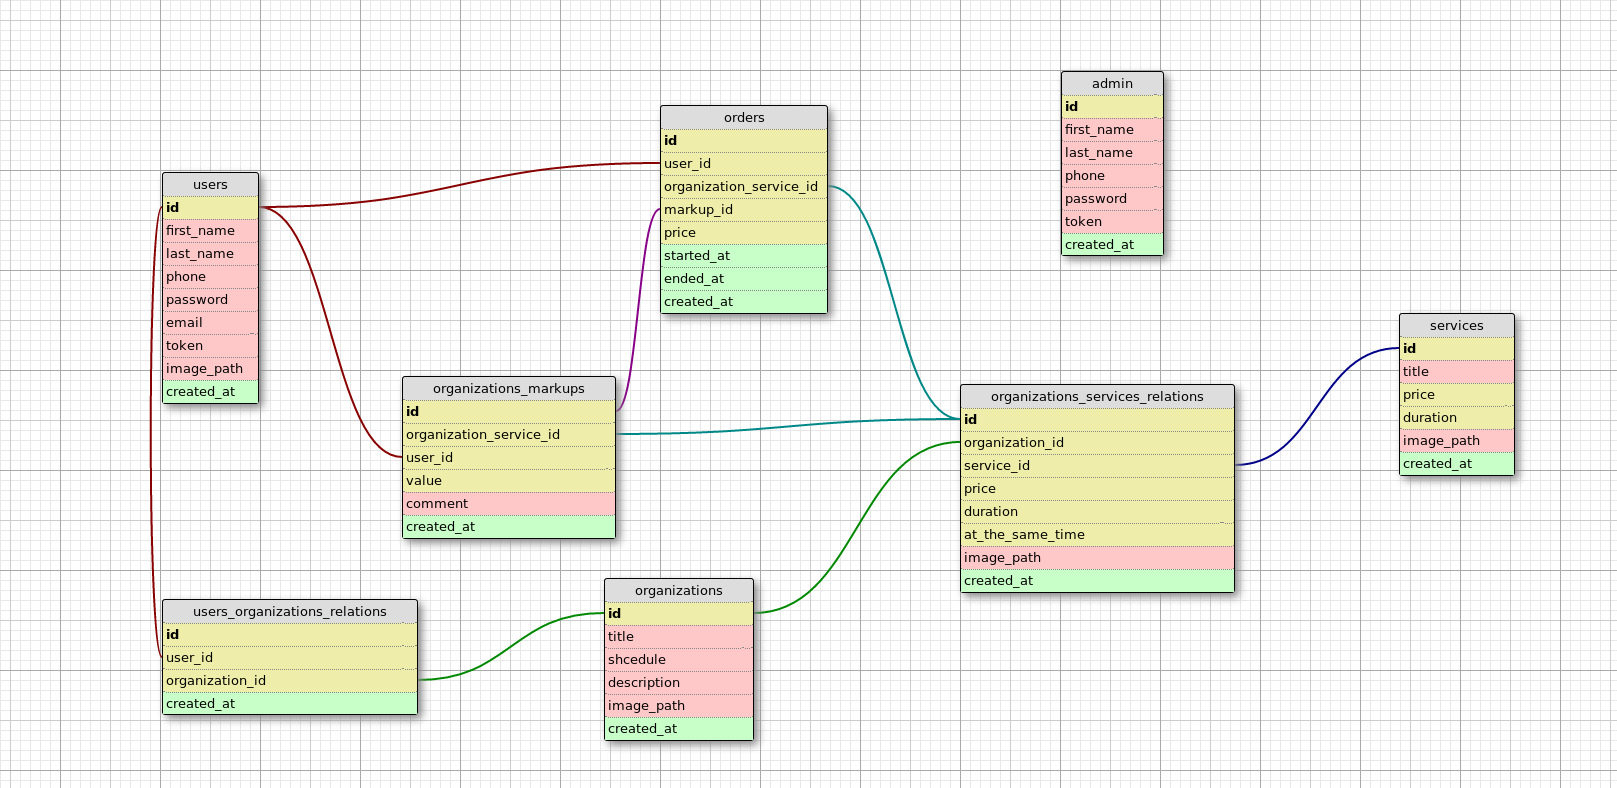 admin
id
first_name
last_name
phone
password
token
created_at
orders
id
user_id
organization_service_id
markup_id
price
started_at
ended_at
created_at
users
id
first_name
last_name
phone
password
email
token
image_path
created_at
services
id
title
price
duration
image_path
created_at
organizations_markups
id
organization_service_id
user_id
value
comment
created_at
organizations_services_relations
id
organization_id
service_id
price
duration
at_the_same_time
image_path
created_at
organizations
id
title
shcedule
description
image_path
created_at
users_organizations_relations
id
user_id
organization_id
created_at